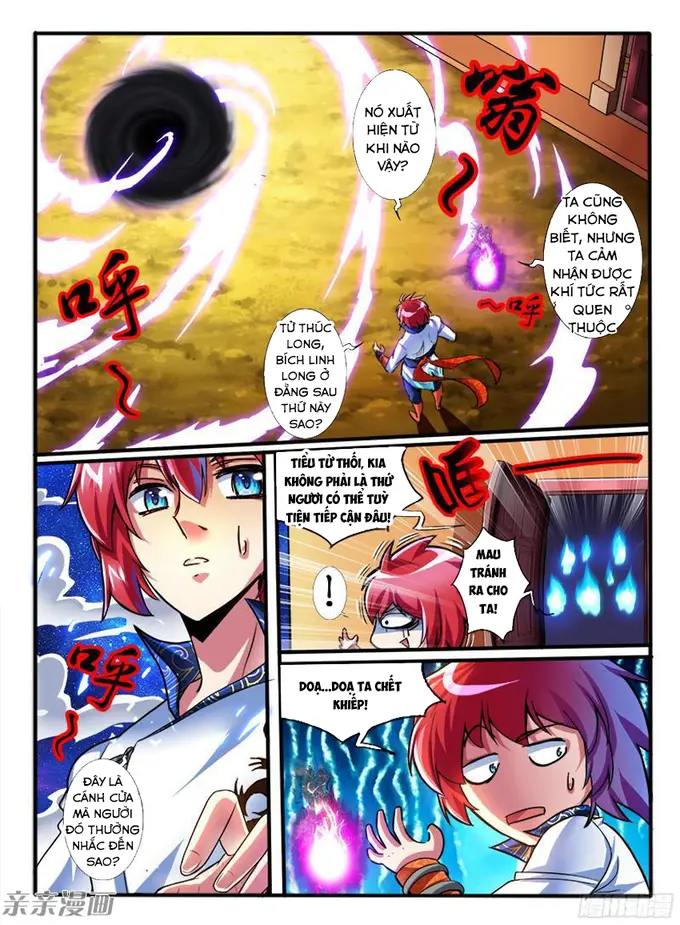 NÓ XUẤT
HIỆN TỪ
KHI NÀO
VẬY?
TA CŨNG
KHÔNG
BIẾT, NHƯNG
TA CẢM
NHẬN ĐƯỢC
KHÍ TỨC RẤT
QUEN
THUỘC
呼
~呼
TỬ THÚC
LONG,
BÍCH LINH
LONG Ở
ĐẰNG SAU
THỨ NÀY
SAO?
TIỂU TỬ THỐI, KIA
KHÔNG PHẢI LÀ THỨ
NGƯƠI CÓ THỂ TUỲ
TIỆN TIẾP CẬN ĐÂU!
MAU
TRÁNH
RA CHO
TA!
!
呼
ĐÂY LÀ
CÁNH CỬA
MÀ NGƯỜI
ĐÓ THƯỜNG
NHẮC ĐẾN
SAO?
DOẠ...DOẠ TA CHẾT
KHIẾP!
亲亲漫画